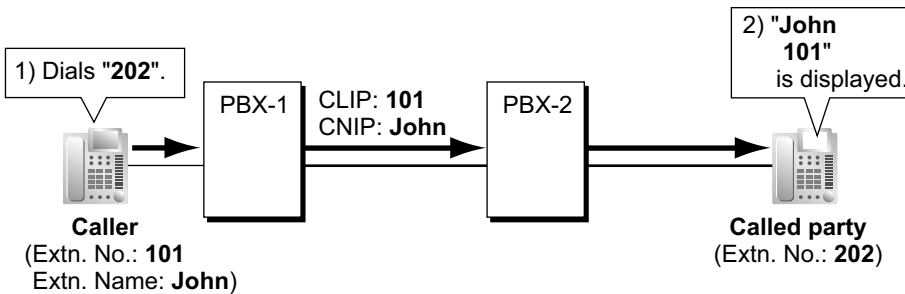 1) Dials "202".
PBX-1
CLIP: 101
CNIP: John
PBX-2
2) "John
101"
is displayed.
Caller
(Extn. No.: 101
Extn. Name: John)
Called party
(Extn. No.: 202)